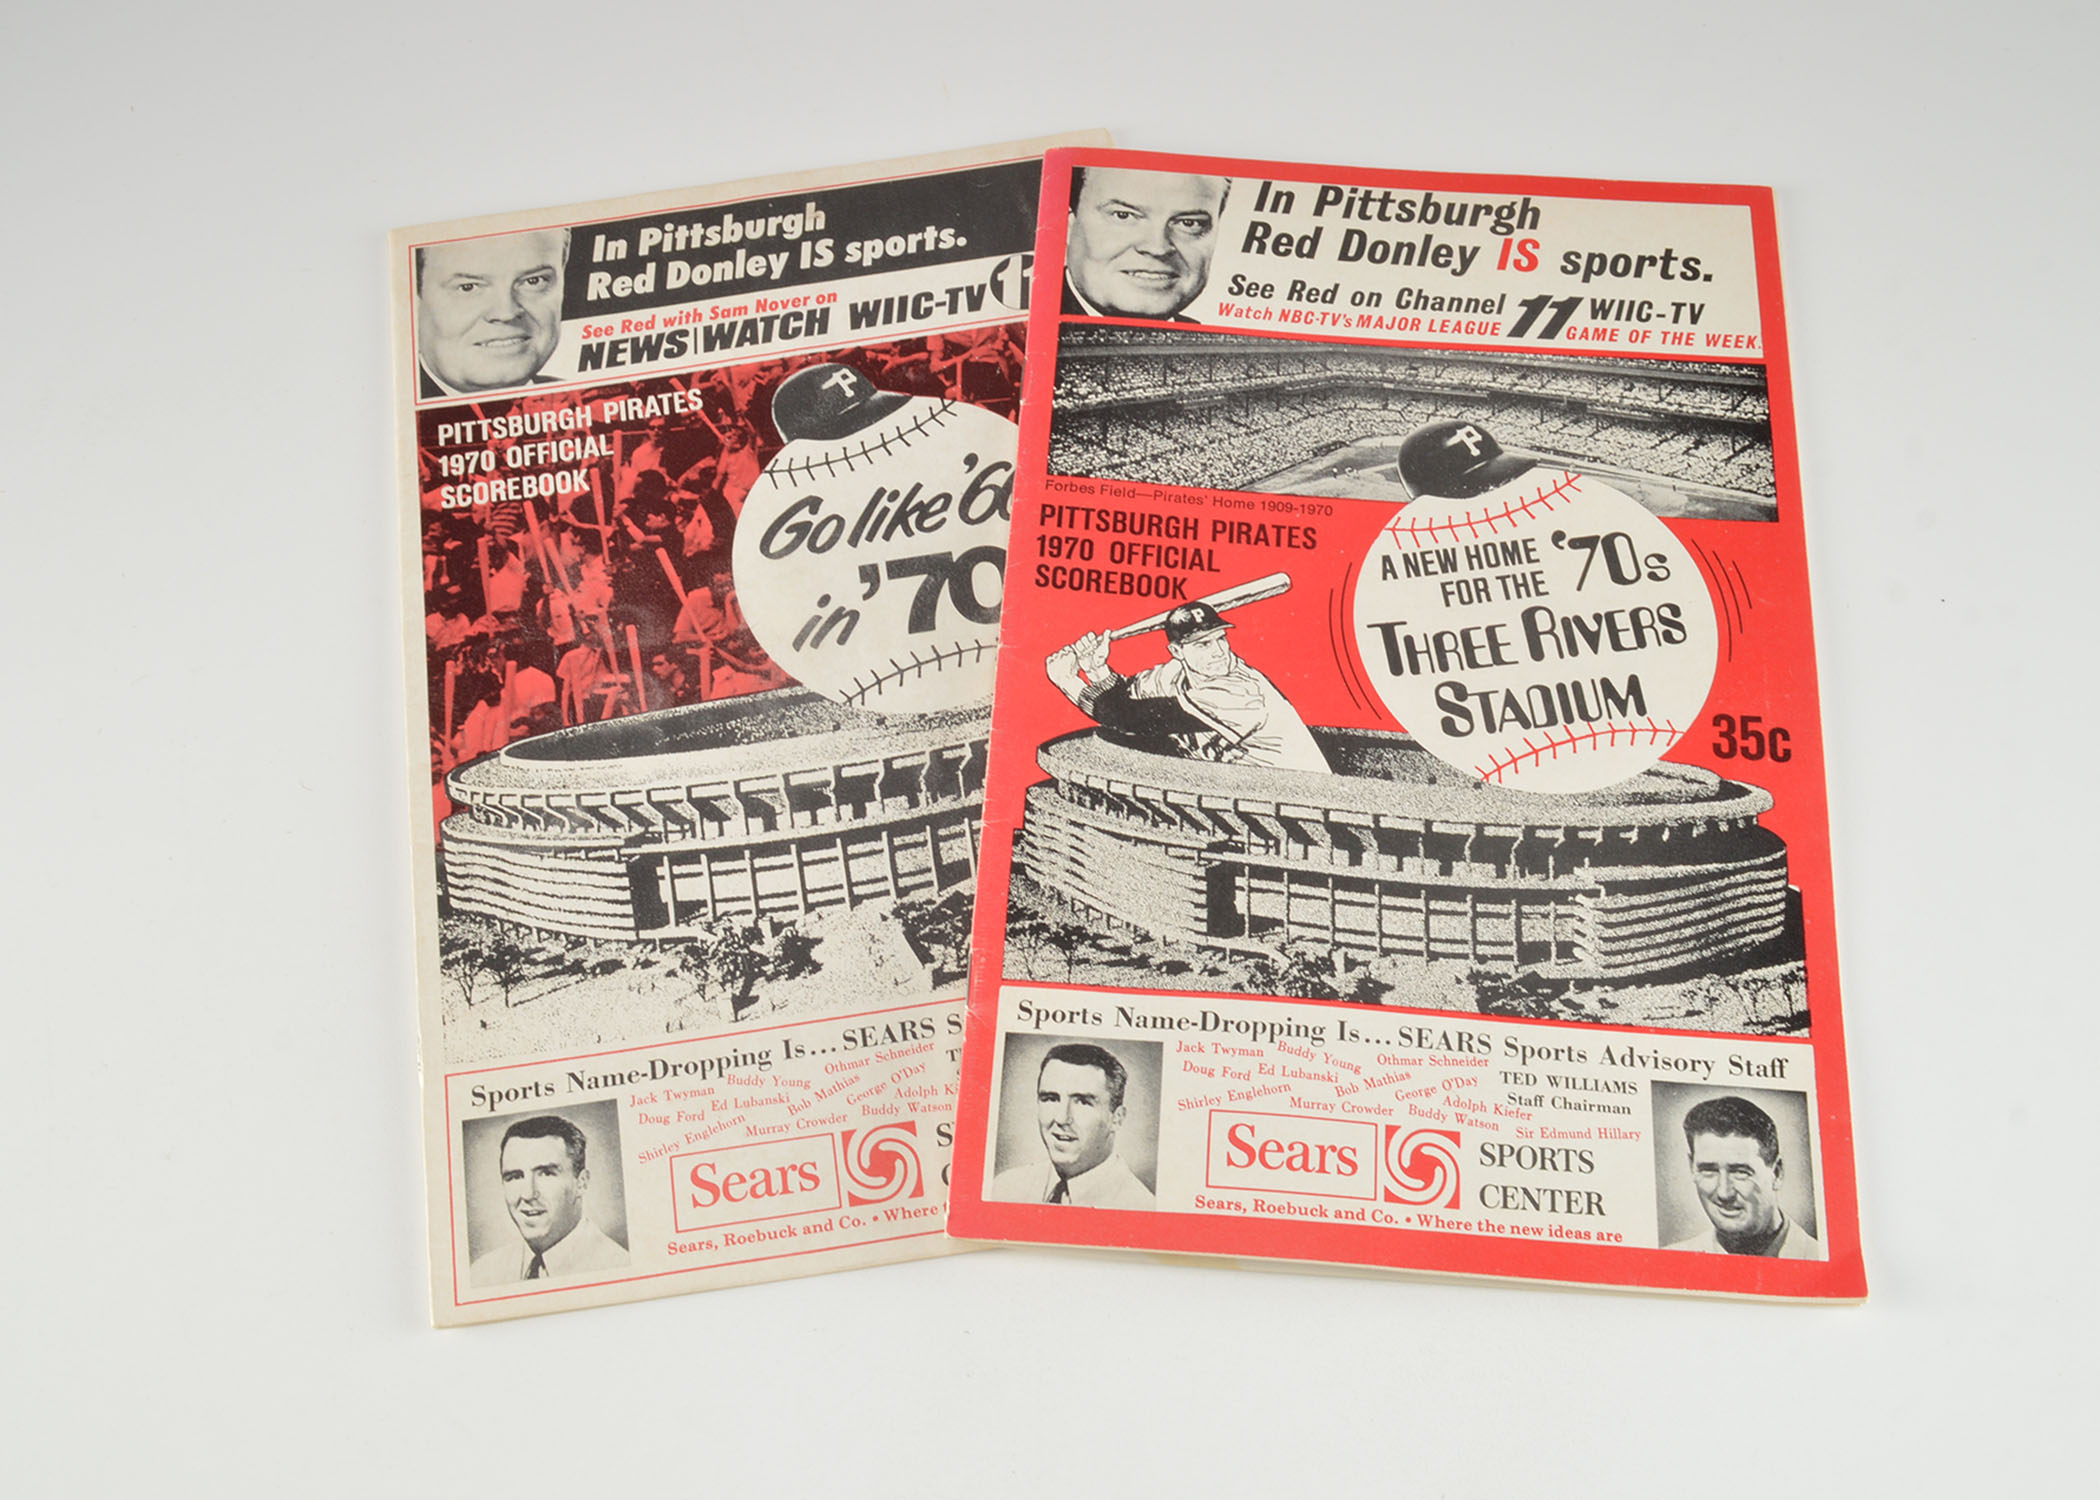 In Pittsburgh
Red Donley IS sports.
See Red with Sam Nover on
NEWS|WATCH WIIC-TV 11
PITTSBURGH PIRATES
1970 OFFICIAL
SCOREBOOK
P
Go like '60
in '70
Sports Name-Dropping Is...SEARS S
Jack Twyman Buddy Young Othmar Schneider
Doug Ford Ed Lubanski Bob Mathias George O'Day
Shirley Englehorn Murray Crowder Buddy Watson Adolph Ki
Sears
Sears, Roebuck and Co. • Where t
In Pittsburgh
Red Donley IS sports.
See Red on Channel 11 WIIC-TV
Watch NBC-TV's MAJOR LEAGUE GAME OF THE WEEK.
Forbes Field—Pirates' Home 1909-1970
PITTSBURGH PIRATES
1970 OFFICIAL
SCOREBOOK
P
P
A NEW HOME
FOR THE '70s
THREE RIVERS
STADIUM
35c
Sports Name-Dropping Is...SEARS Sports Advisory Staff
Jack Twyman Buddy Young Othmar Schneider
Doug Ford Ed Lubanski Bob Mathias George O'Day TED WILLIAMS
Shirley Englehorn Adolph Kiefer Staff Chairman
Murray Crowder Buddy Watson Sir Edmund Hillary
Sears SPORTS
CENTER
Sears, Roebuck and Co. • Where the new ideas are